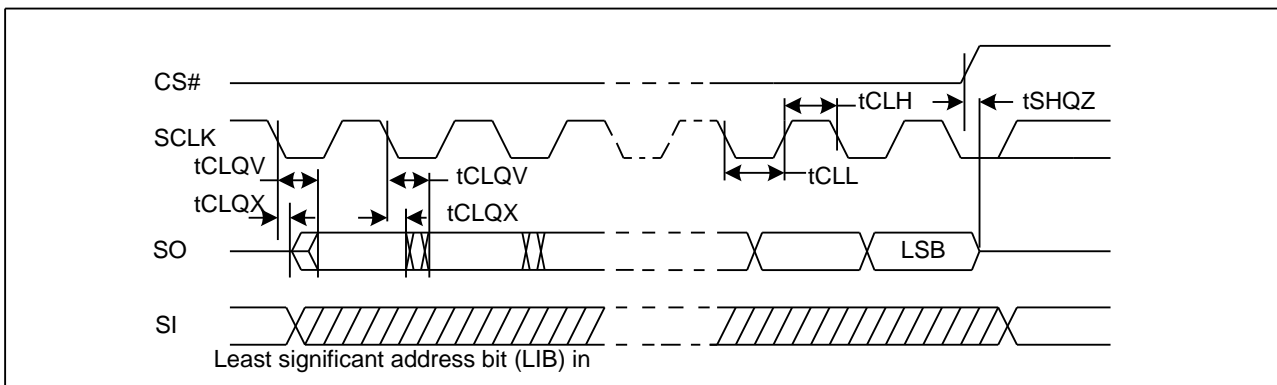 CS#
tCLH
tSHQZ
SCLK
tCLQV
tCLQV
tCLL
tCLQX
tCLQX
SO
LSB
SI
Least significant address bit (LIB) in